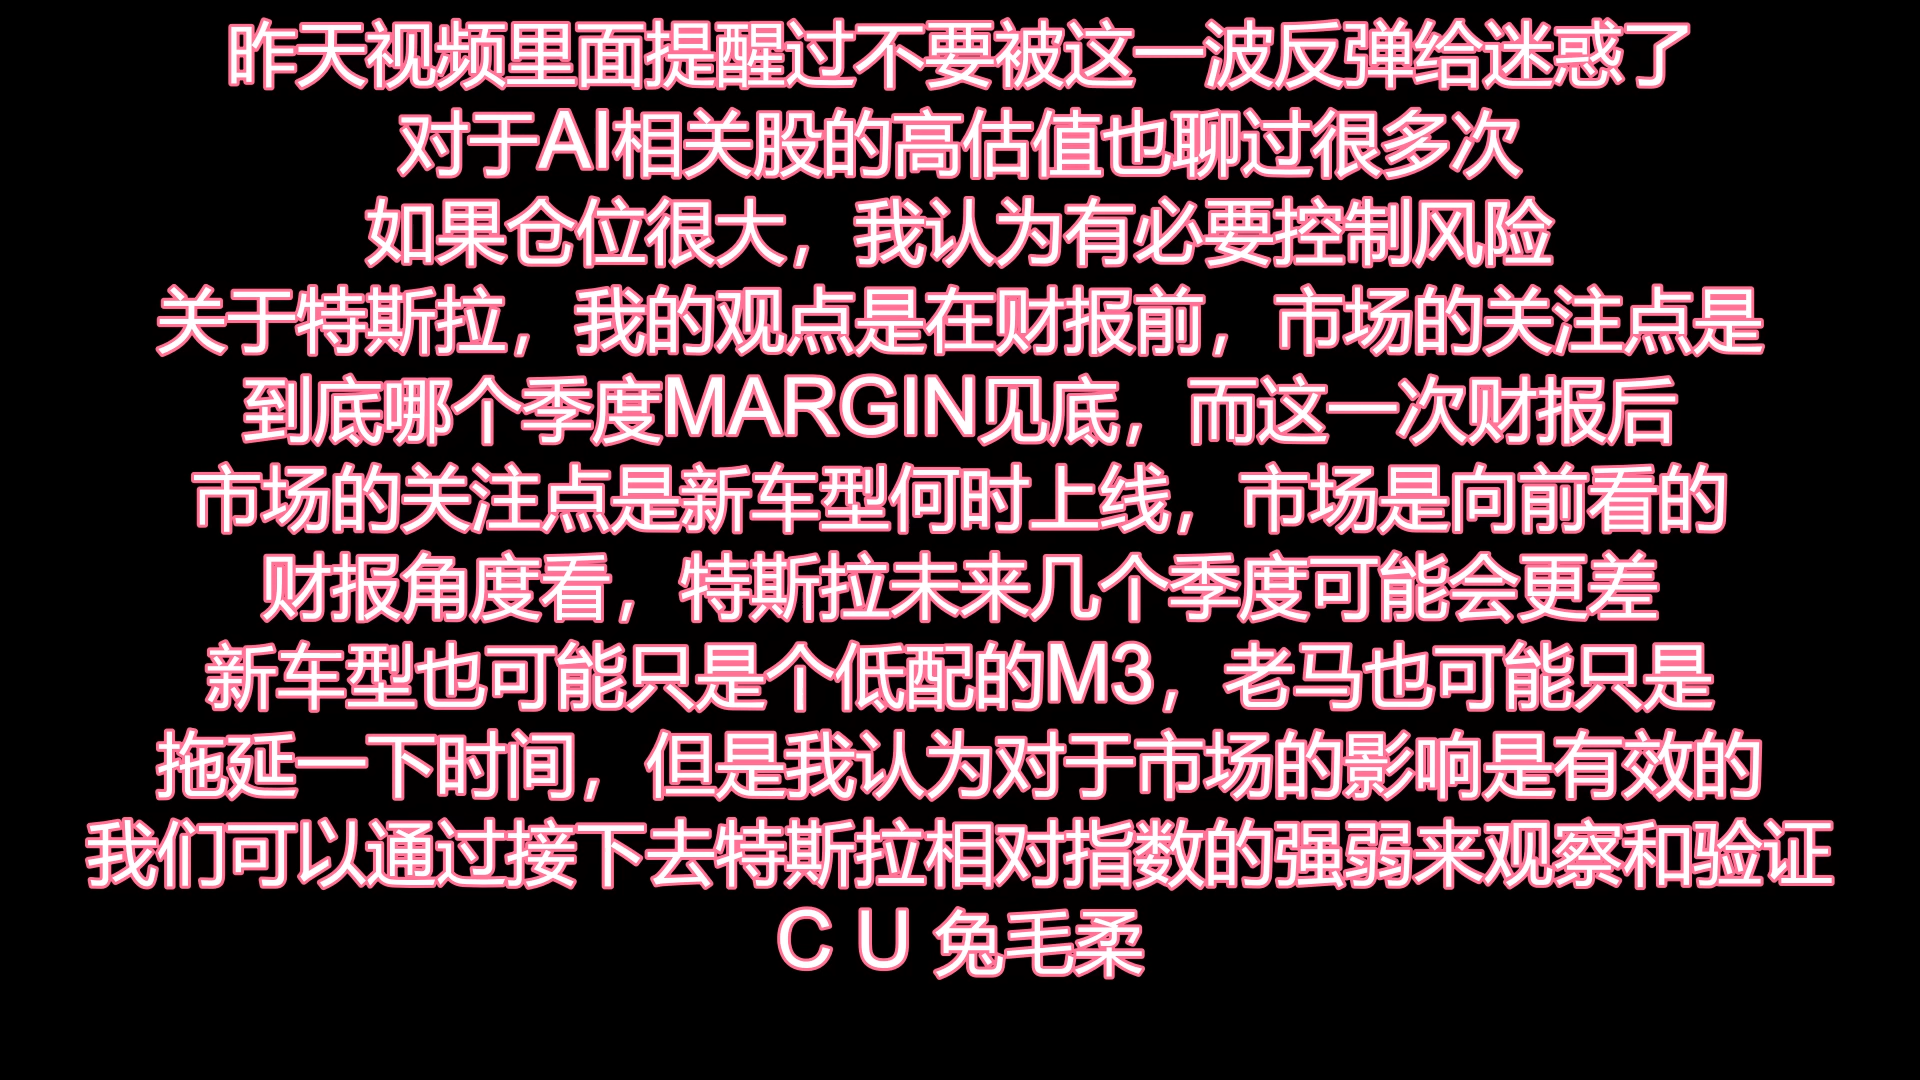 昨天视频里面提醒过不要被这一波反弹给迷惑了
对于AI相关股的高估值也聊过很多次
如果仓位很大，我认为有必要控制风险
关于特斯拉，我的观点是在财报前，市场的关注点是
到底哪个季度MARGIN见底，而这一次财报后
市场的关注点是新车型何时上线，市场是向前看的
财报角度看，特斯拉未来几个季度可能会更差
新车型也可能只是个低配的M3，老马也可能只是
拖延一下时间，但是我认为对于市场的影响是有效的
我们可以通过接下去特斯拉相对指数的强弱来观察和验证
C U 兔毛柔